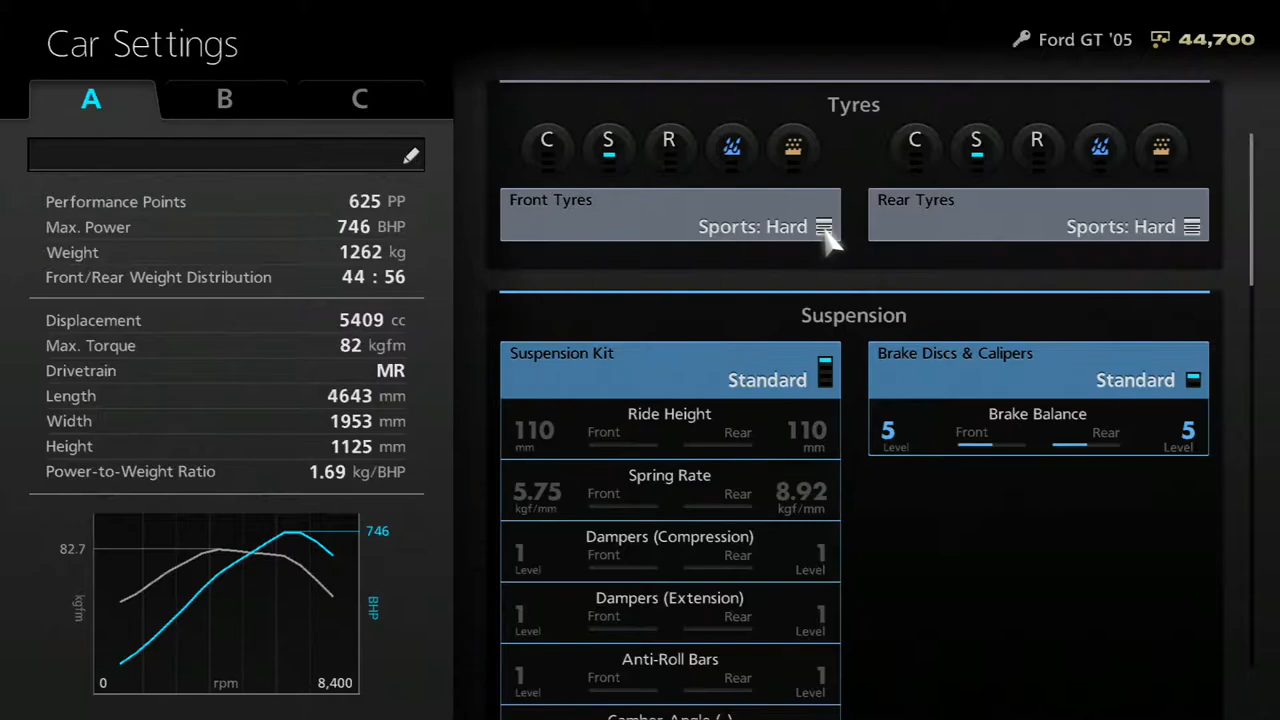 Car Settings
Ford GT '05 44,700
A B C
Performance Points 625 PP
Max. Power 746 BHP
Weight 1262 kg
Front/Rear Weight Distribution 44 : 56
Displacement 5409 cc
Max. Torque 82 kgfm
Drivetrain MR
Length 4643 mm
Width 1953 mm
Height 1125 mm
Power-to-Weight Ratio 1.69 kg/BHP
746
82.7
kgfm
BHP
0 rpm 8,400
Tyres
C S R C S R
Front Tyres
Sports: Hard
Rear Tyres
Sports: Hard
Suspension
Suspension Kit
Standard
Ride Height
110 mm Front Rear 110 mm
Spring Rate
5.75 kgf/mm Front Rear 8.92 kgf/mm
Dampers (Compression)
1 Level Front Rear 1 Level
Dampers (Extension)
1 Level Front Rear 1 Level
Anti-Roll Bars
1 Level Front Rear 1 Level
Camber Angle (-)
Brake Discs & Calipers
Standard
Brake Balance
5 Level Front Rear 5 Level